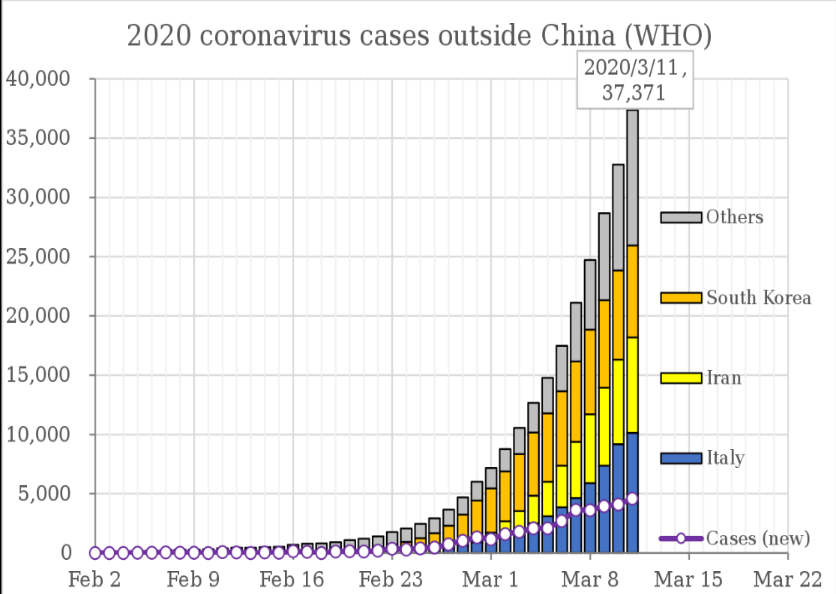 2020 coronavirus cases outside China (WHO)
2020/3/11,
37,371
40,000
35,000
30,000
25,000
20,000
15,000
10,000
5,000
0
Others
South Korea
Iran
Italy
Cases (new)
Feb 2
Feb 9
Feb 16
Feb 23
Mar 1
Mar 8
Mar 15
Mar 22